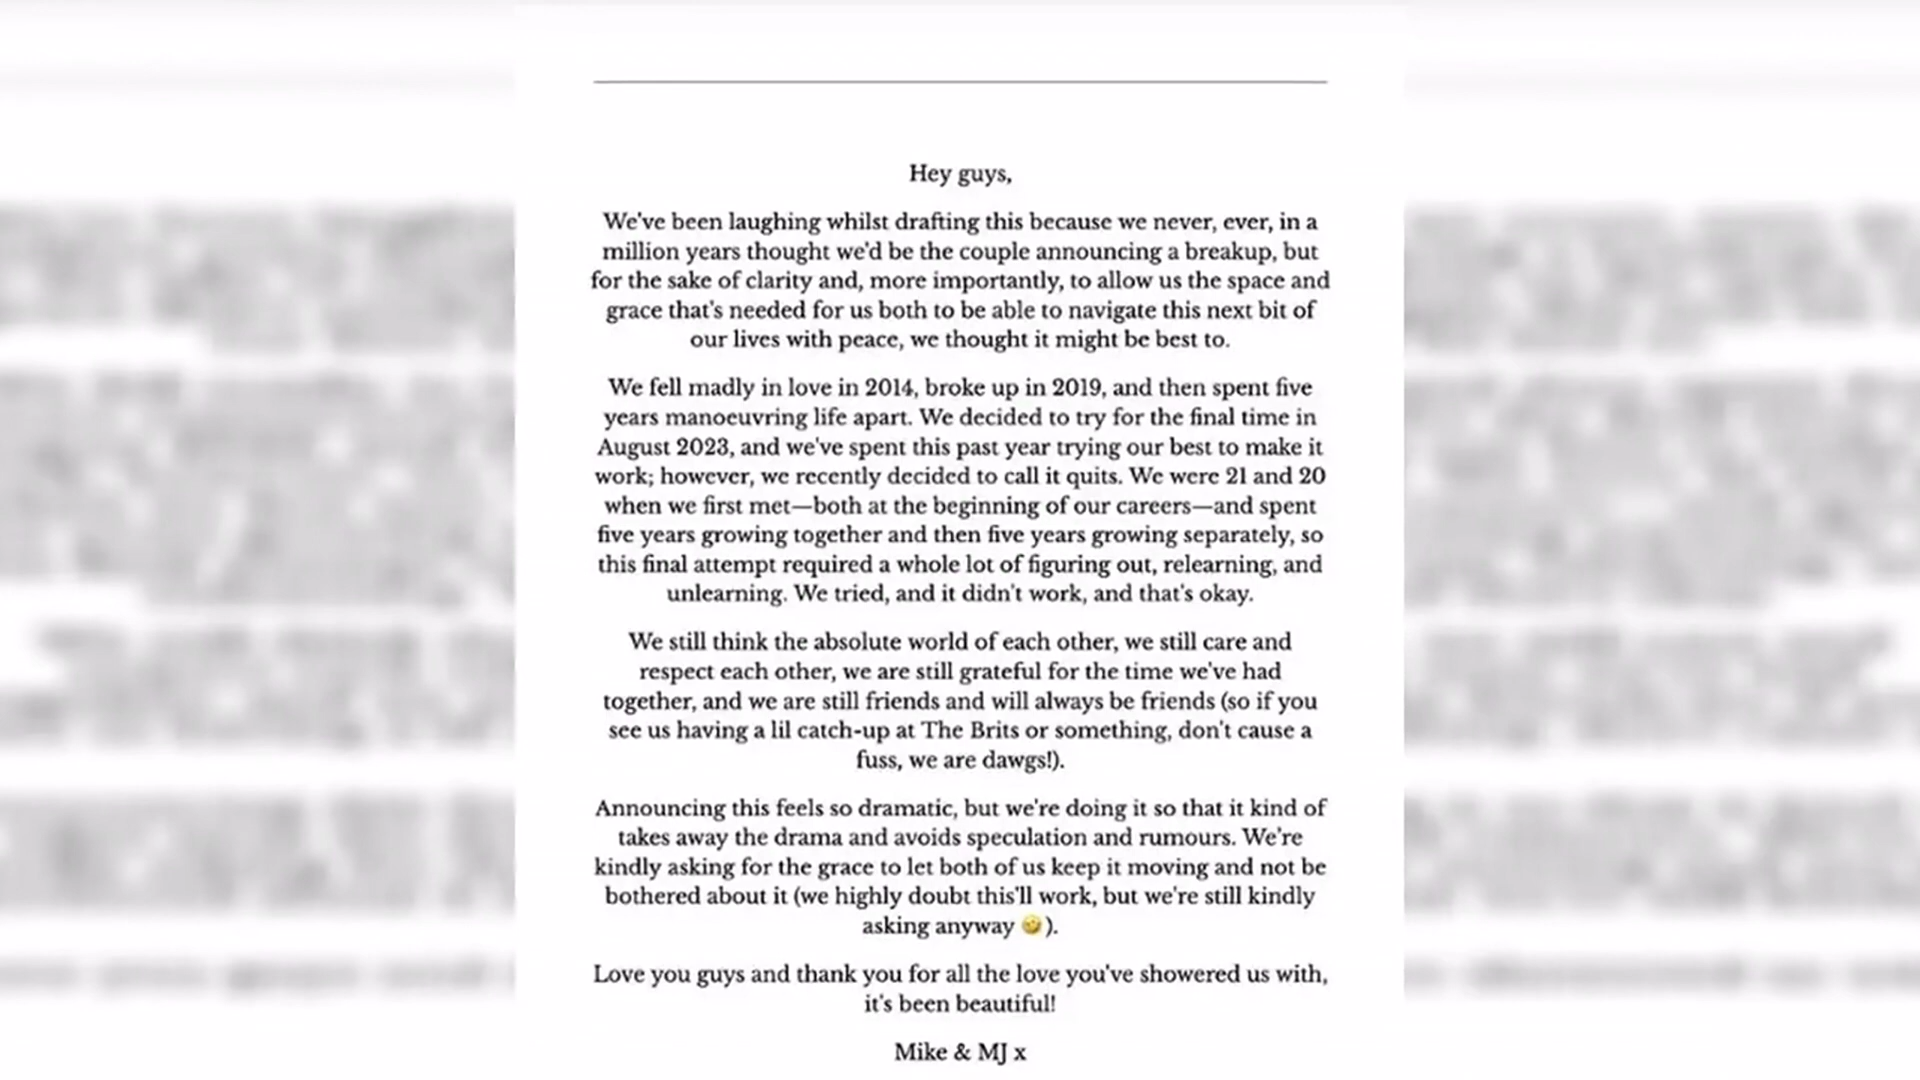 Hey guys,
We've been laughing whilst drafting this because we never, ever, in a
million years thought we'd be the couple announcing a breakup, but
for the sake of clarity and, more importantly, to allow us the space and
grace that's needed for us both to be able to navigate this next bit of
our lives with peace, we thought it might be best to.
We fell madly in love in 2014, broke up in 2019, and then spent five
years manoeuvring life apart. We decided to try for the final time in
August 2023, and we've spent this past year trying our best to make it
work; however, we recently decided to call it quits. We were 21 and 20
when we first met—both at the beginning of our careers—and spent
five years growing together and then five years growing separately, so
this final attempt required a whole lot of figuring out, relearning, and
unlearning. We tried, and it didn't work, and that's okay.
We still think the absolute world of each other, we still care and
respect each other, we are still grateful for the time we've had
together, and we are still friends and will always be friends (so if you
see us having a lil catch-up at The Brits or something, don't cause a
fuss, we are dawgs!).
Announcing this feels so dramatic, but we're doing it so that it kind of
takes away the drama and avoids speculation and rumours. We're
kindly asking for the grace to let both of us keep it moving and not be
bothered about it (we highly doubt this'll work, but we're still kindly
asking anyway 🤣).
Love you guys and thank you for all the love you've showered us with,
it's been beautiful!
Mike & MJ x